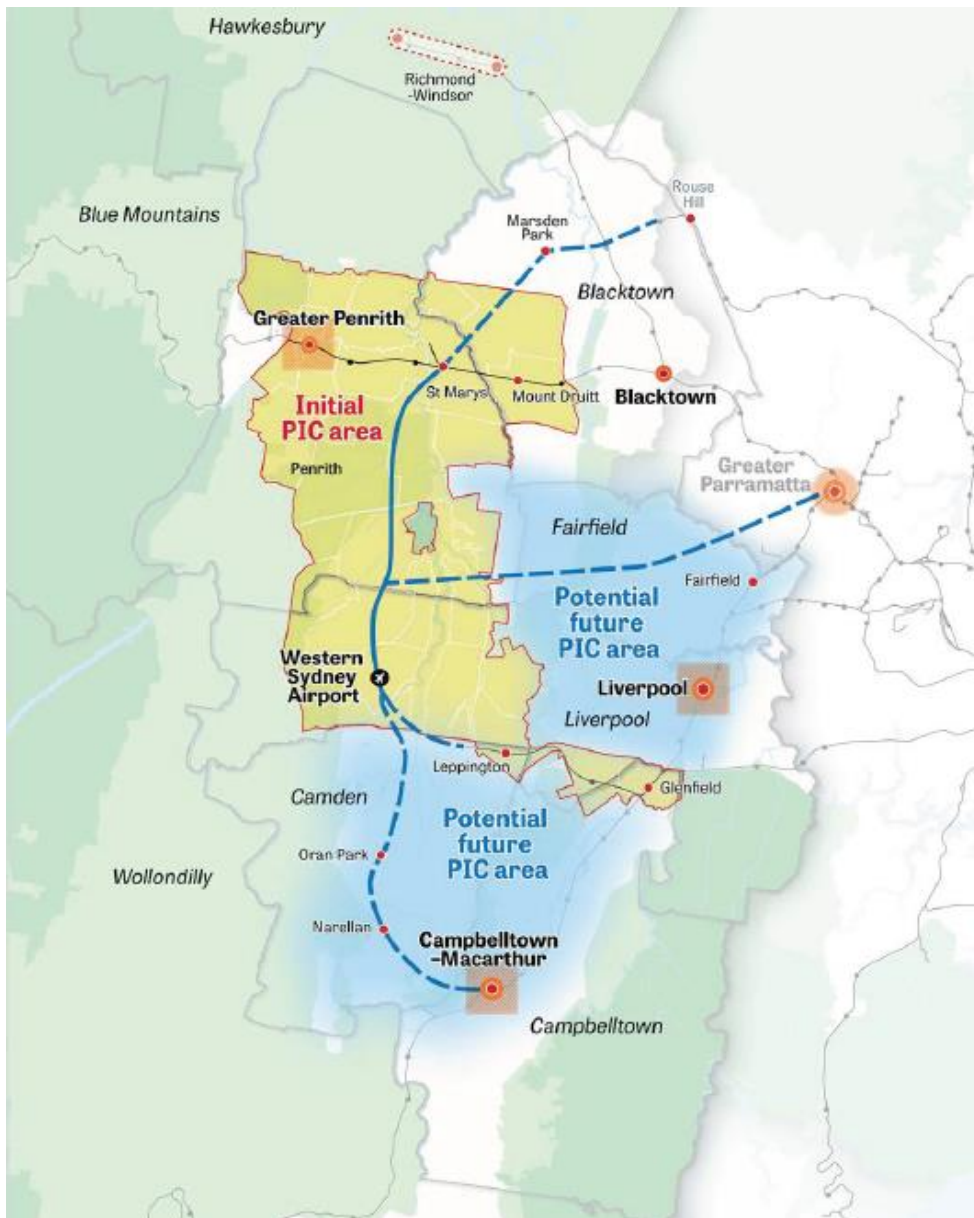 Hawkesbury
Richmond
-Windsor
Blue Mountains
Rouse
Hill
Marsden
Park
Blacktown
Greater Penrith
St Marys
Mount Druitt
Blacktown
Initial
PIC area
Penrith
Greater
Parramatta
Fairfield
Fairfield
Potential
future
PIC area
Western
Sydney
Airport
Liverpool
Liverpool
Leppington
Glenfield
Camden
Potential
future
PIC area
Oran Park
Wollondilly
Narellan
Campbelltown
-Macarthur
Campbelltown